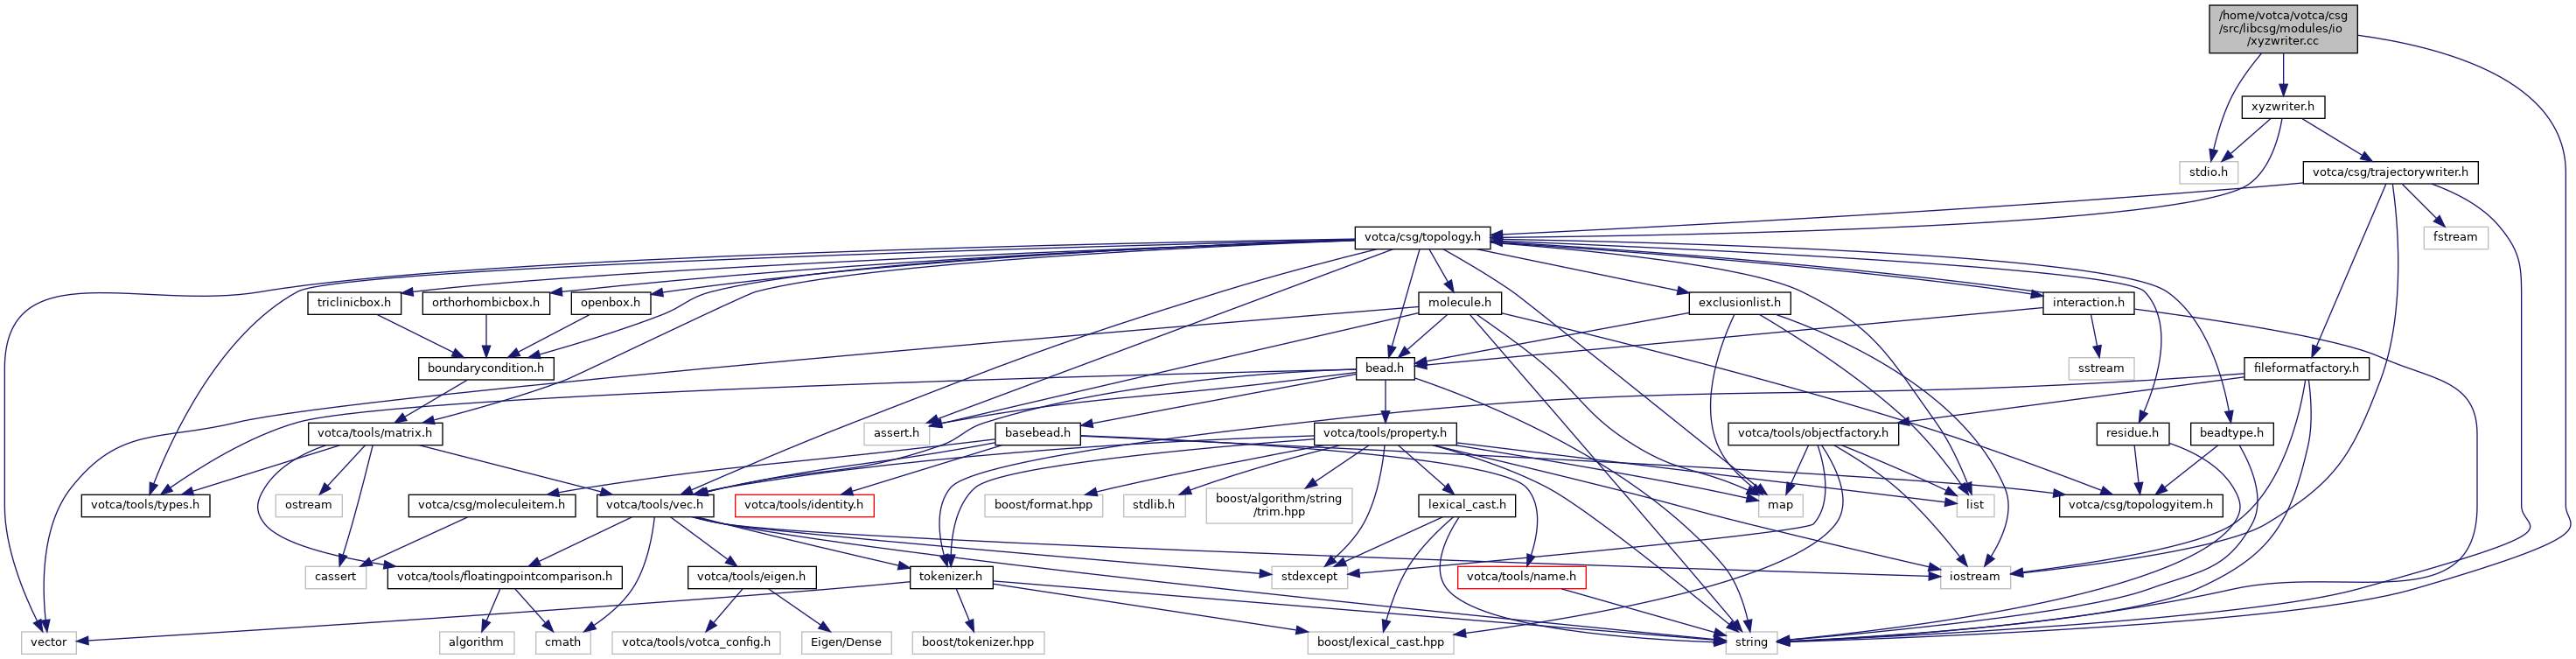 /home/votca/votca/csg
/src/libcsg/modules/io
/xyzwriter.cc
xyzwriter.h
stdio.h
votca/csg/trajectorywriter.h
votca/csg/topology.h
fstream
triclinicbox.h
orthorhombicbox.h
openbox.h
molecule.h
exclusionlist.h
interaction.h
boundarycondition.h
bead.h
sstream
fileformatfactory.h
votca/tools/matrix.h
assert.h
basebead.h
votca/tools/property.h
votca/tools/objectfactory.h
residue.h
beadtype.h
votca/tools/types.h
ostream
votca/csg/moleculeitem.h
votca/tools/vec.h
votca/tools/identity.h
boost/format.hpp
stdlib.h
boost/algorithm/string
/trim.hpp
lexical_cast.h
map
list
votca/csg/topologyitem.h
cassert
votca/tools/floatingpointcomparison.h
votca/tools/eigen.h
tokenizer.h
stdexcept
votca/tools/name.h
iostream
vector
algorithm
cmath
votca/tools/votca_config.h
Eigen/Dense
boost/tokenizer.hpp
boost/lexical_cast.hpp
string